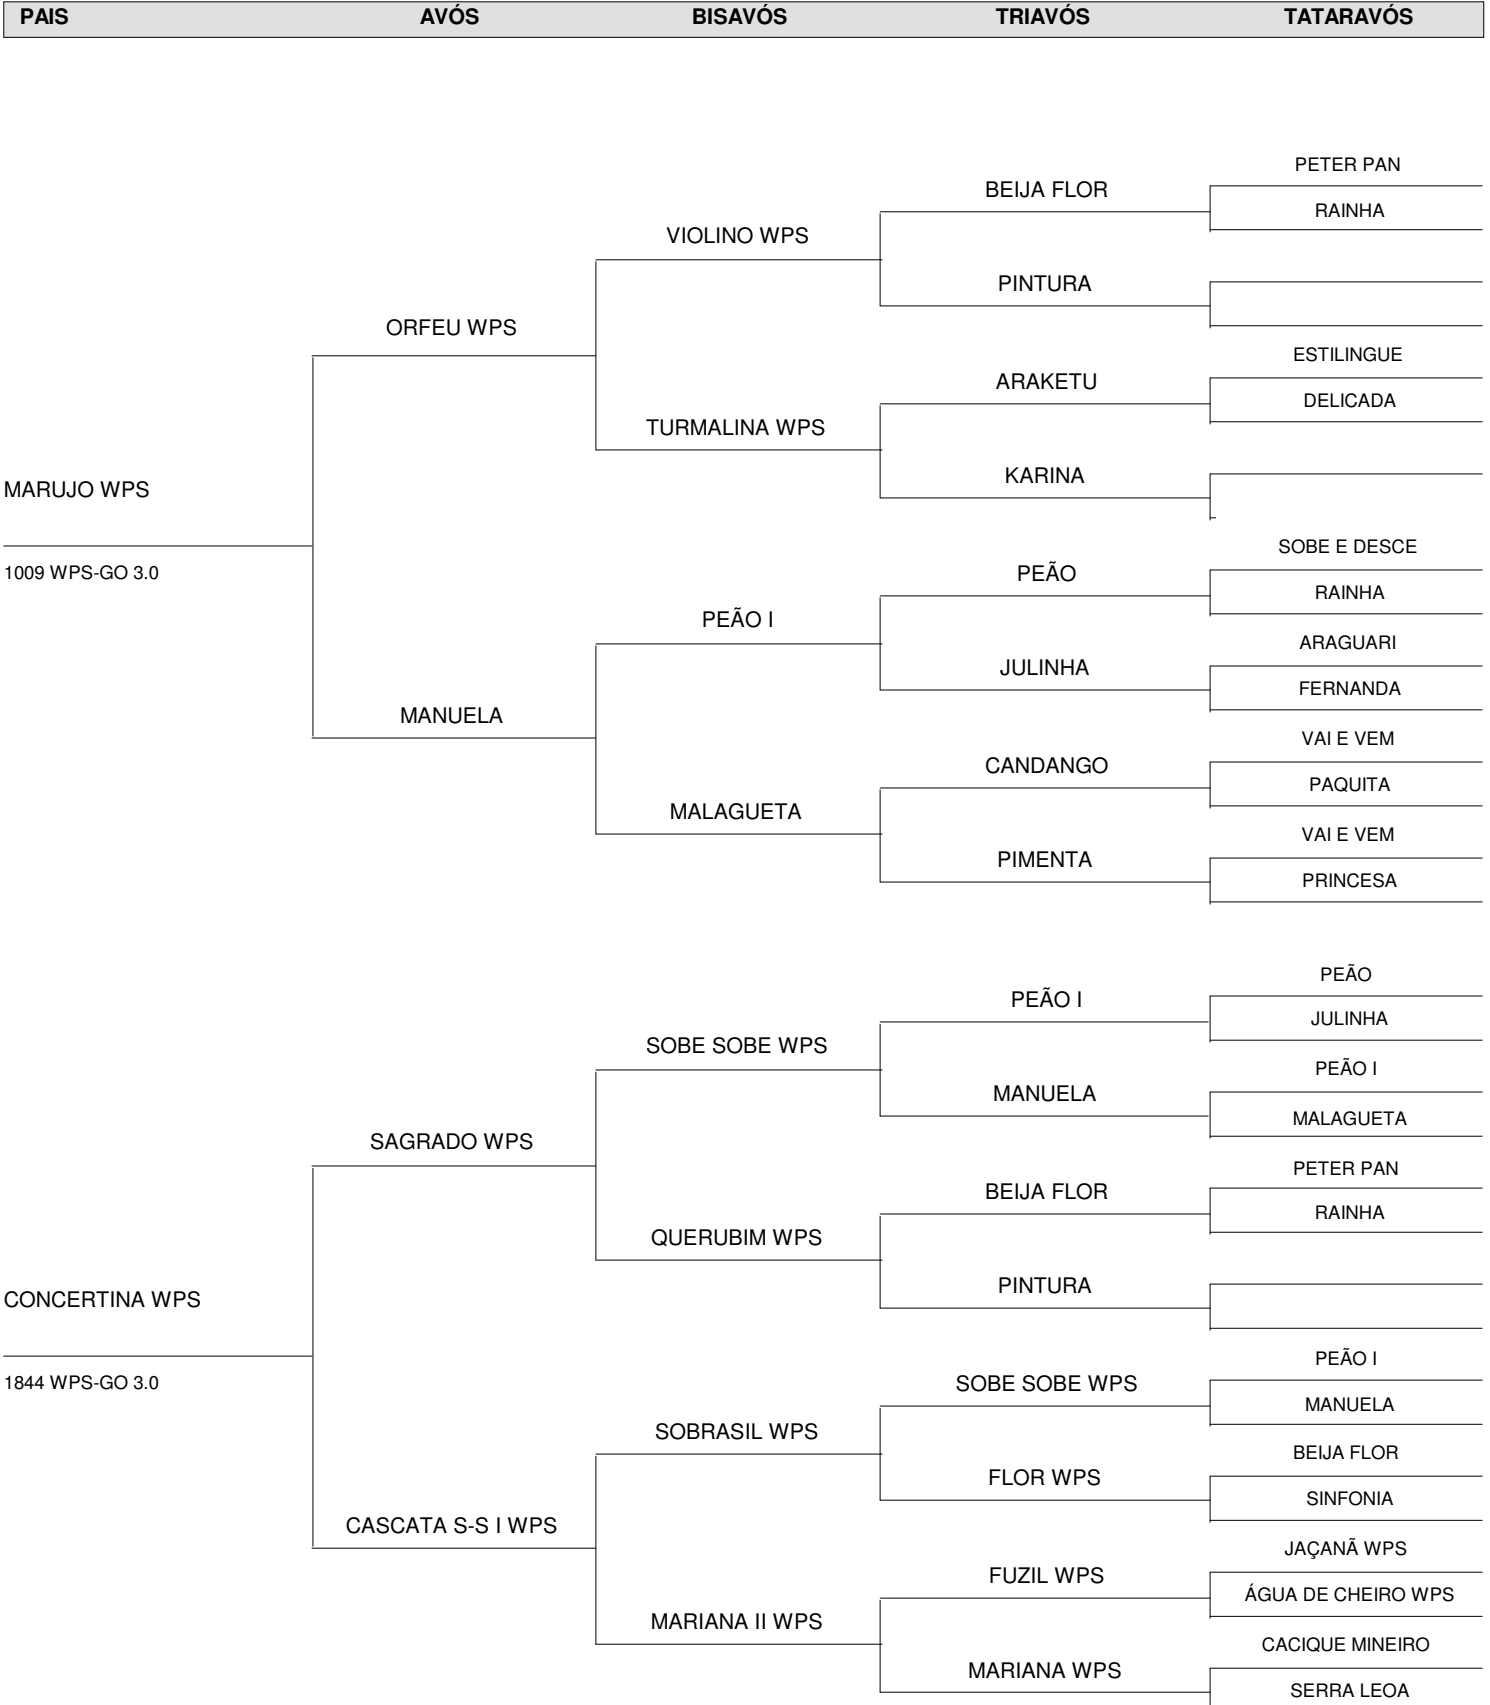 PAIS AVÓS BISAVÓS TRIAVÓS TATARAVÓS
PETER PAN
BEIJA FLOR
RAINHA
VIOLINO WPS
PINTURA
ORFEU WPS
ESTILINGUE
ARAKETU
DELICADA
TURMALINA WPS
KARINA
MARUJO WPS
SOBE E DESCE
1009 WPS-GO 3.0
PEÃO
RAINHA
PEÃO I
ARAGUARI
JULINHA
FERNANDA
MANUELA
VAI E VEM
CANDANGO
PAQUITA
MALAGUETA
VAI E VEM
PIMENTA
PRINCESA
PEÃO
PEÃO I
JULINHA
SOBE SOBE WPS
PEÃO I
MANUELA
MALAGUETA
SAGRADO WPS
PETER PAN
BEIJA FLOR
RAINHA
QUERUBIM WPS
PINTURA
CONCERTINA WPS
PEÃO I
1844 WPS-GO 3.0
SOBE SOBE WPS
MANUELA
SOBRASIL WPS
BEIJA FLOR
FLOR WPS
SINFONIA
CASCATA S-S I WPS
JAÇANÃ WPS
FUZIL WPS
ÁGUA DE CHEIRO WPS
MARIANA II WPS
CACIQUE MINEIRO
MARIANA WPS
SERRA LEOA